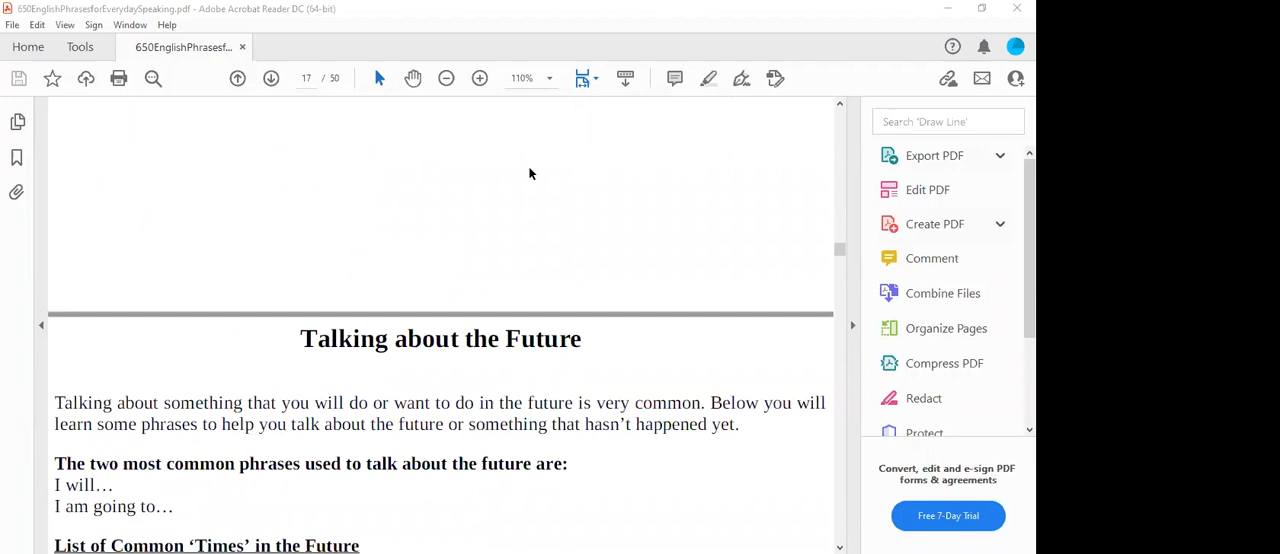 650EnglishPhrasesforEverydaySpeaking.pdf - Adobe Acrobat Reader DC (64-bit)
File Edit View Sign Window Help
Home Tools 650EnglishPhrasesf... ×
17 / 50 110%
Search 'Draw Line'
Export PDF
Edit PDF
Create PDF
Comment
Combine Files
Organize Pages
Compress PDF
Redact
Protect
Convert, edit and e-sign PDF
forms & agreements
Free 7-Day Trial
Talking about the Future
Talking about something that you will do or want to do in the future is very common. Below you will
learn some phrases to help you talk about the future or something that hasn't happened yet.
The two most common phrases used to talk about the future are:
I will…
I am going to…
List of Common 'Times' in the Future